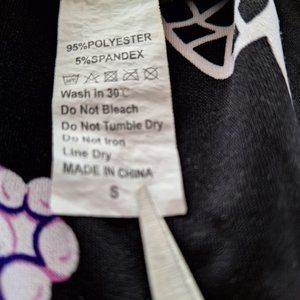 95%POLYESTER
5%SPANDEX
Wash in 30℃
Do Not Bleach
Do Not Tumble Dry
Do Not Iron
Line Dry
MADE IN CHINA
S